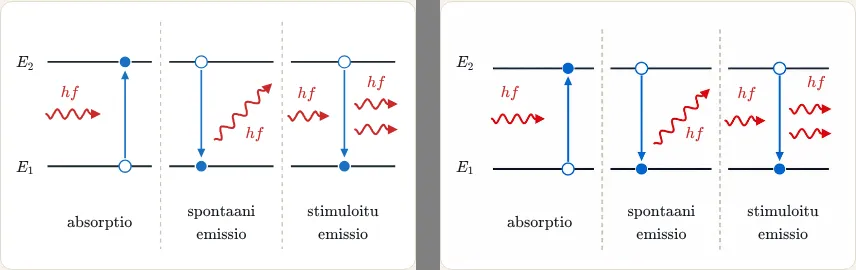 E₂
hf
hf
hf
hf
E₁
absorptio
spontaani
emissio
stimuloitu
emissio
E₂
hf
hf
hf
hf
E₁
absorptio
spontaani
emissio
stimuloitu
emissio